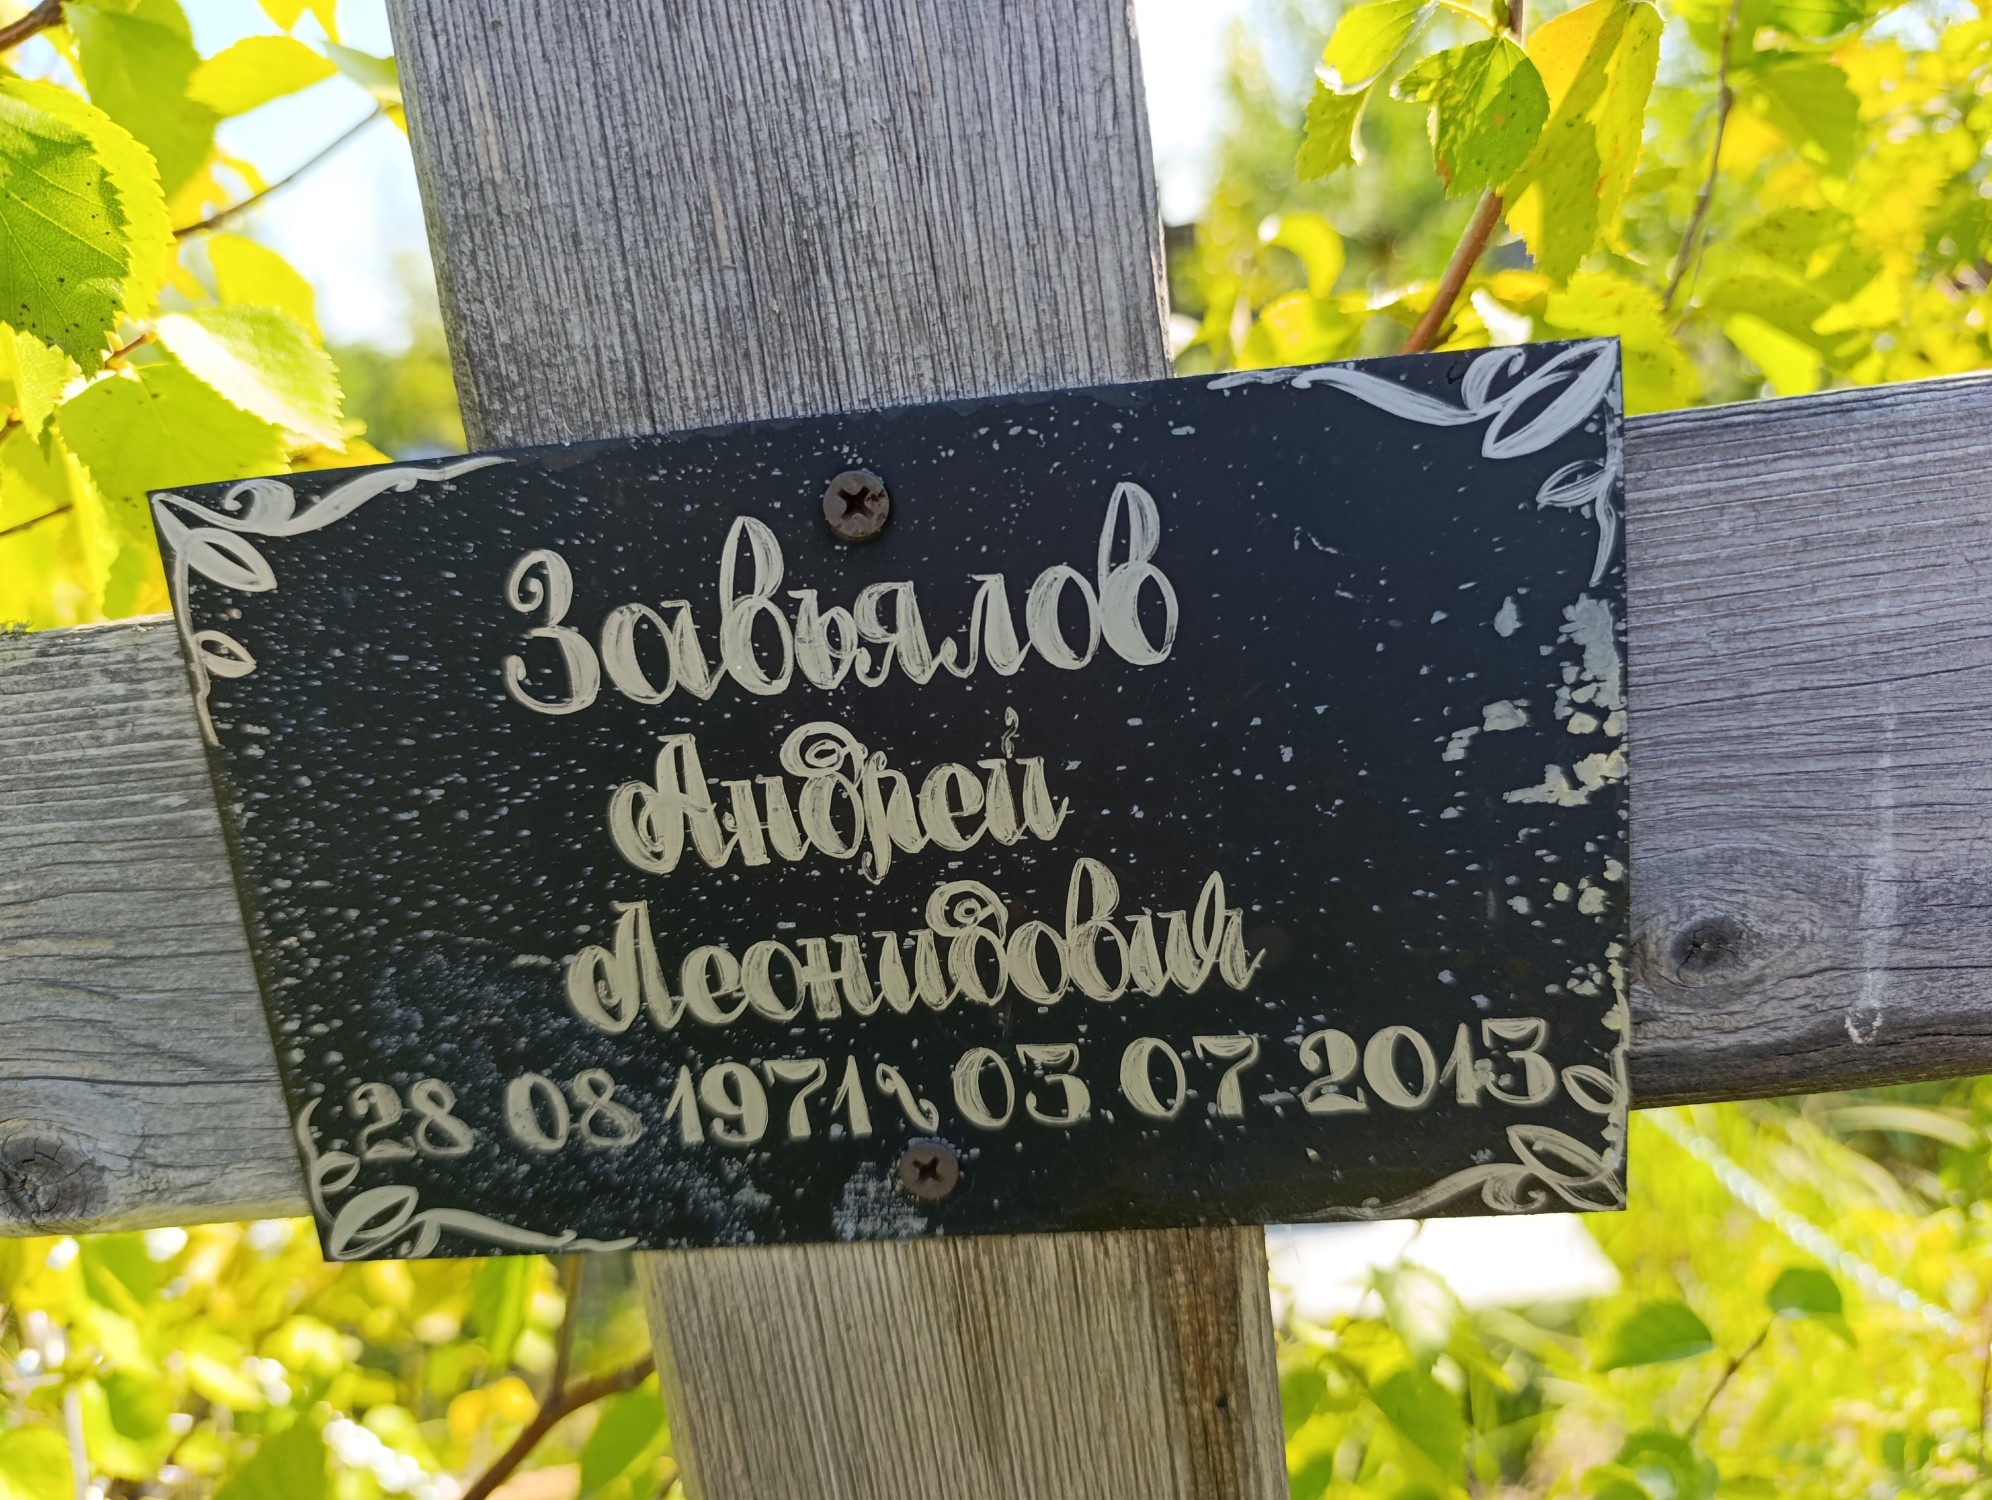 Завьялов
Андрей
Леонидович
28 08 1971 ~ 03 07 2013